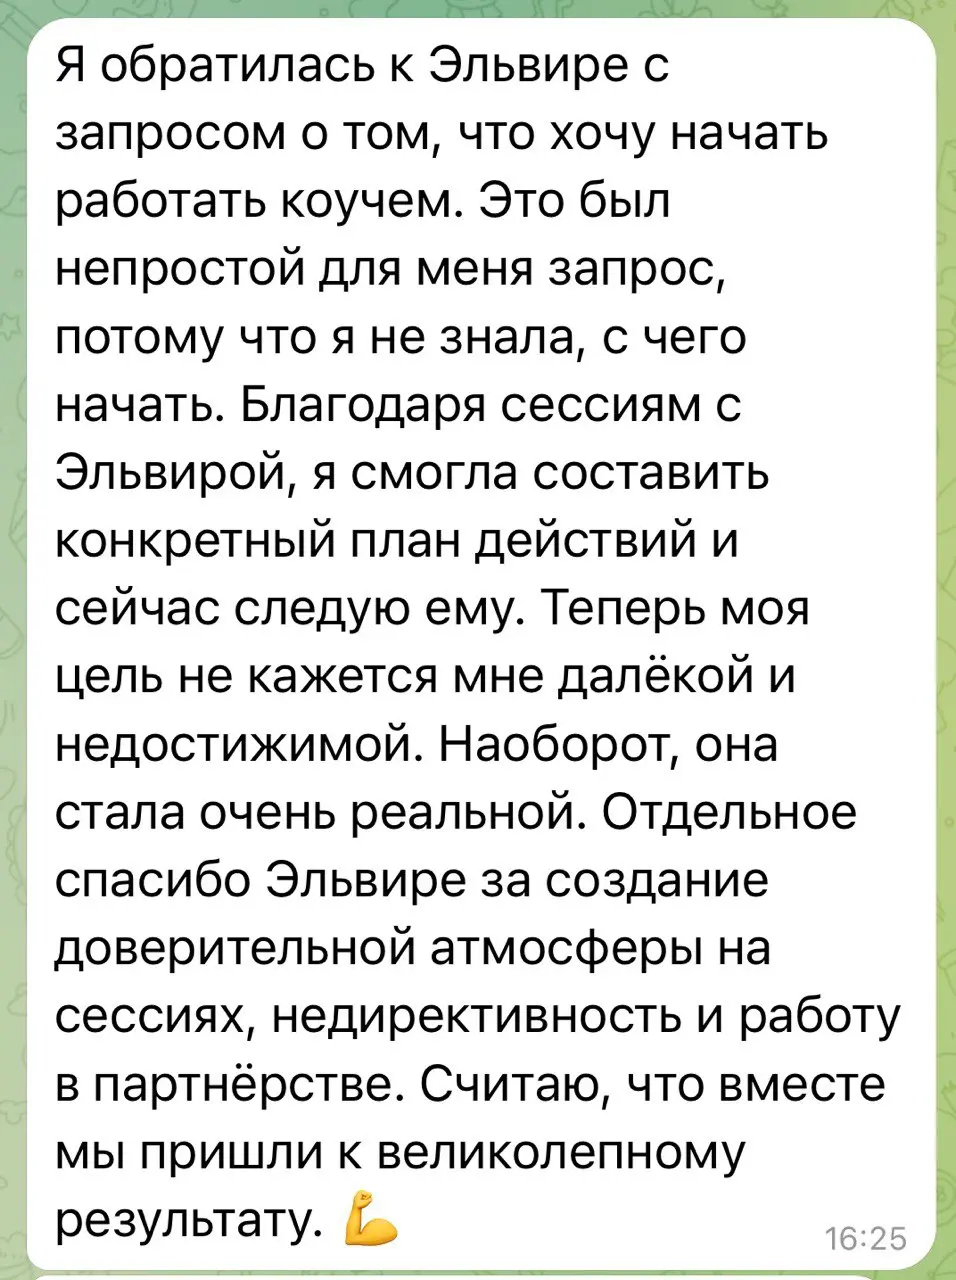 Я обратилась к Эльвире с
запросом о том, что хочу начать
работать коучем. Это был
непростой для меня запрос,
потому что я не знала, с чего
начать. Благодаря сессиям с
Эльвирой, я смогла составить
конкретный план действий и
сейчас следую ему. Теперь моя
цель не кажется мне далёкой и
недостижимой. Наоборот, она
стала очень реальной. Отдельное
спасибо Эльвире за создание
доверительной атмосферы на
сессиях, недирективность и работу
в партнёрстве. Считаю, что вместе
мы пришли к великолепному
результату. 💪
16:25